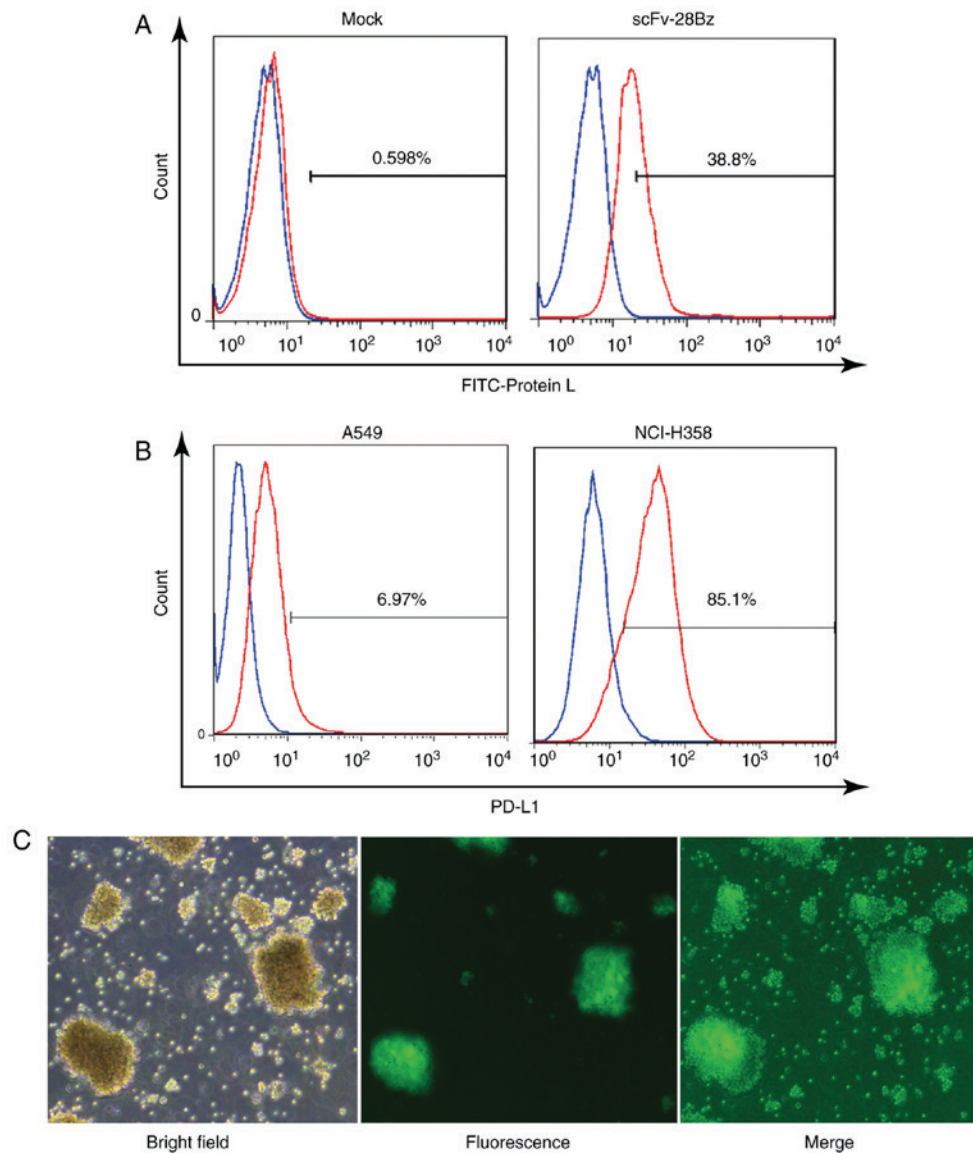 A
Mock
scFv-28Bz
0.598%
38.8%
Count
0
10^0 10^1 10^2 10^3 10^4
10^0 10^1 10^2 10^3 10^4
FITC-Protein L
B
A549
NCI-H358
6.97%
85.1%
Count
0
10^0 10^1 10^2 10^3 10^4
10^0 10^1 10^2 10^3 10^4
PD-L1
C
Bright field
Fluorescence
Merge